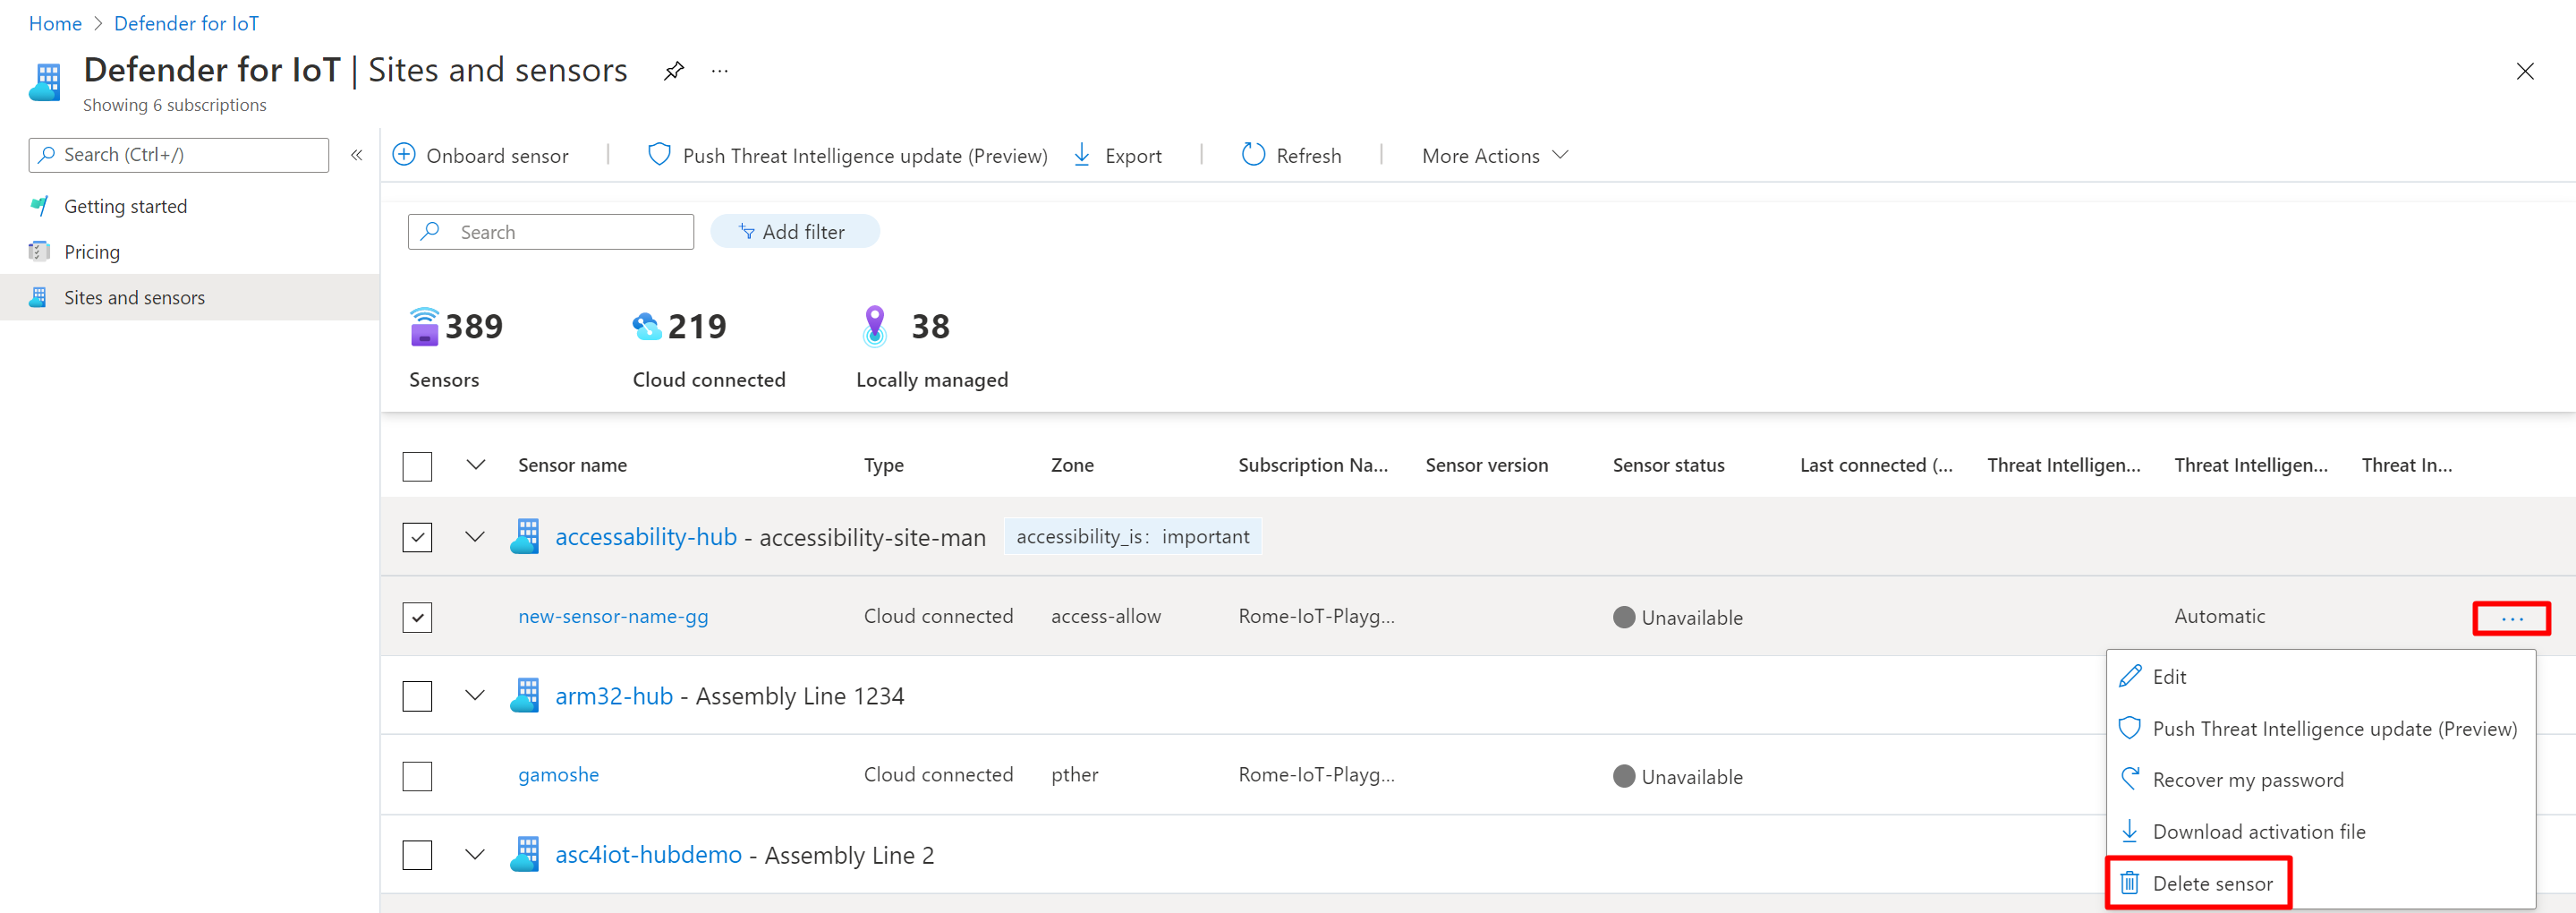 Home > Defender for IoT
Defender for IoT | Sites and sensors ...
Showing 6 subscriptions
Search (Ctrl+/) «
Getting started
Pricing
Sites and sensors
Onboard sensor | Push Threat Intelligence update (Preview) Export | Refresh | More Actions
Search Add filter
389 219 38
Sensors Cloud connected Locally managed
Sensor name Type Zone Subscription Na... Sensor version Sensor status Last connected (... Threat Intelligen... Threat Intelligen... Threat In...
accessability-hub - accessibility-site-man accessibility_is: important
new-sensor-name-gg Cloud connected access-allow Rome-IoT-Playg... Unavailable Automatic ...
arm32-hub - Assembly Line 1234
gamoshe Cloud connected pther Rome-IoT-Playg... Unavailable
asc4iot-hubdemo - Assembly Line 2
Edit
Push Threat Intelligence update (Preview)
Recover my password
Download activation file
Delete sensor